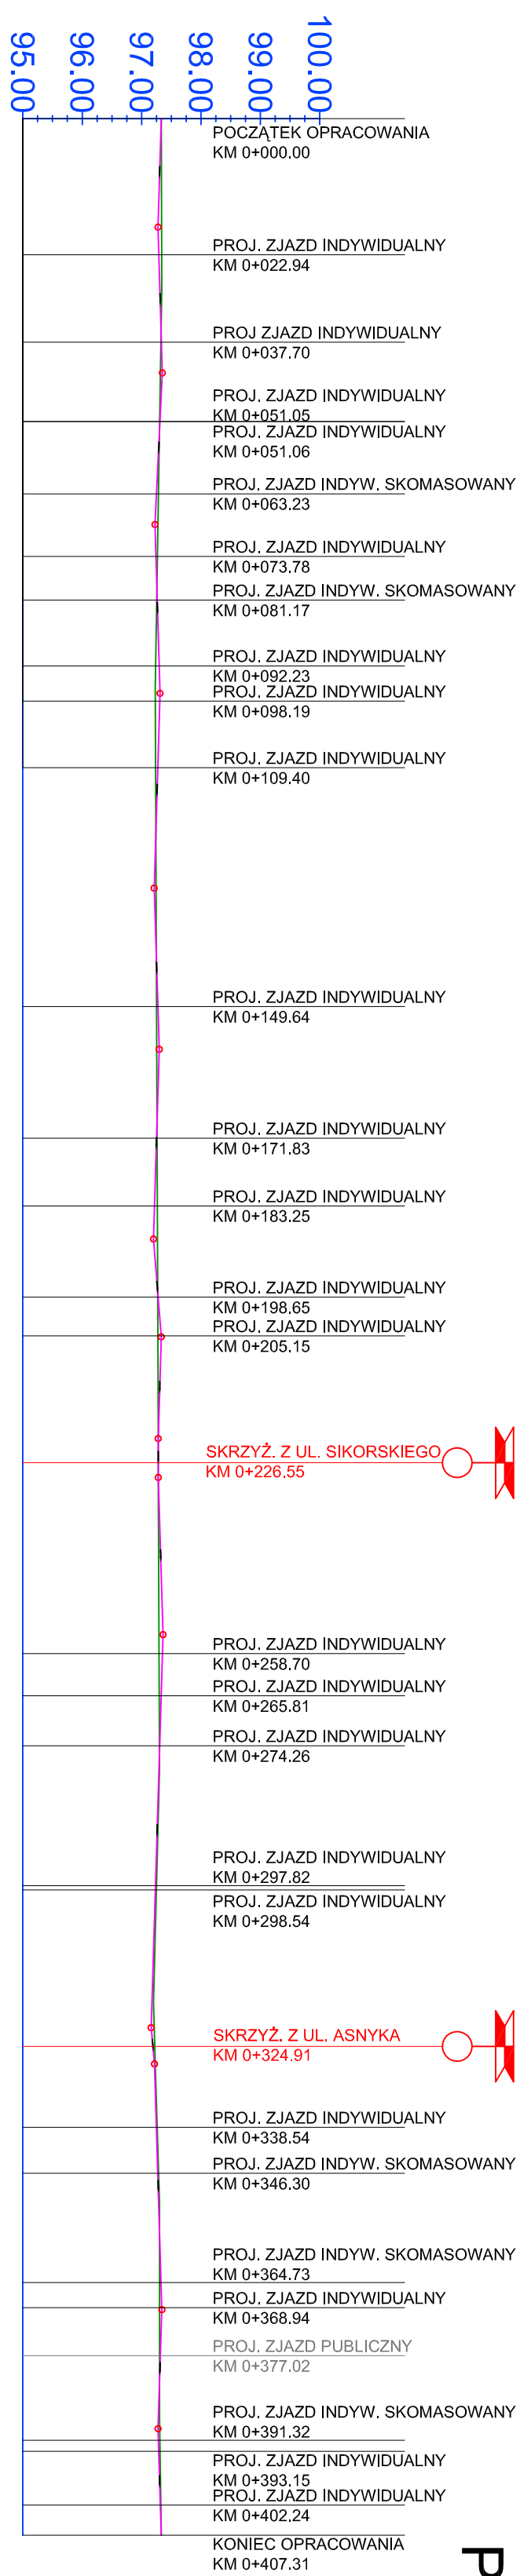 100.00
99.00
98.00
97.00
96.00
95.00
POCZĄTEK OPRACOWANIA
KM 0+000.00
PROJ. ZJAZD INDYWIDUALNY
KM 0+022.94
PROJ ZJAZD INDYWIDUALNY
KM 0+037.70
PROJ. ZJAZD INDYWIDUALNY
KM 0+051.05
PROJ. ZJAZD INDYWIDUALNY
KM 0+051.06
PROJ. ZJAZD INDYW. SKOMASOWANY
KM 0+063.23
PROJ. ZJAZD INDYWIDUALNY
KM 0+073.78
PROJ. ZJAZD INDYW. SKOMASOWANY
KM 0+081.17
PROJ. ZJAZD INDYWIDUALNY
KM 0+092.23
PROJ. ZJAZD INDYWIDUALNY
KM 0+098.19
PROJ. ZJAZD INDYWIDUALNY
KM 0+109.40
PROJ. ZJAZD INDYWIDUALNY
KM 0+149.64
PROJ. ZJAZD INDYWIDUALNY
KM 0+171.83
PROJ. ZJAZD INDYWIDUALNY
KM 0+183.25
PROJ. ZJAZD INDYWIDUALNY
KM 0+198.65
PROJ. ZJAZD INDYWIDUALNY
KM 0+205.15
SKRZYŻ. Z UL. SIKORSKIEGO
KM 0+226.55
PROJ. ZJAZD INDYWIDUALNY
KM 0+258.70
PROJ. ZJAZD INDYWIDUALNY
KM 0+265.81
PROJ. ZJAZD INDYWIDUALNY
KM 0+274.26
PROJ. ZJAZD INDYWIDUALNY
KM 0+297.82
PROJ. ZJAZD INDYWIDUALNY
KM 0+298.54
SKRZYŻ. Z UL. ASNYKA
KM 0+324.91
PROJ. ZJAZD INDYWIDUALNY
KM 0+338.54
PROJ. ZJAZD INDYW. SKOMASOWANY
KM 0+346.30
PROJ. ZJAZD INDYW. SKOMASOWANY
KM 0+364.73
PROJ. ZJAZD INDYWIDUALNY
KM 0+368.94
PROJ. ZJAZD PUBLICZNY
KM 0+377.02
PROJ. ZJAZD INDYW. SKOMASOWANY
KM 0+391.32
PROJ. ZJAZD INDYWIDUALNY
KM 0+393.15
PROJ. ZJAZD INDYWIDUALNY
KM 0+402.24
KONIEC OPRACOWANIA
KM 0+407.31
P